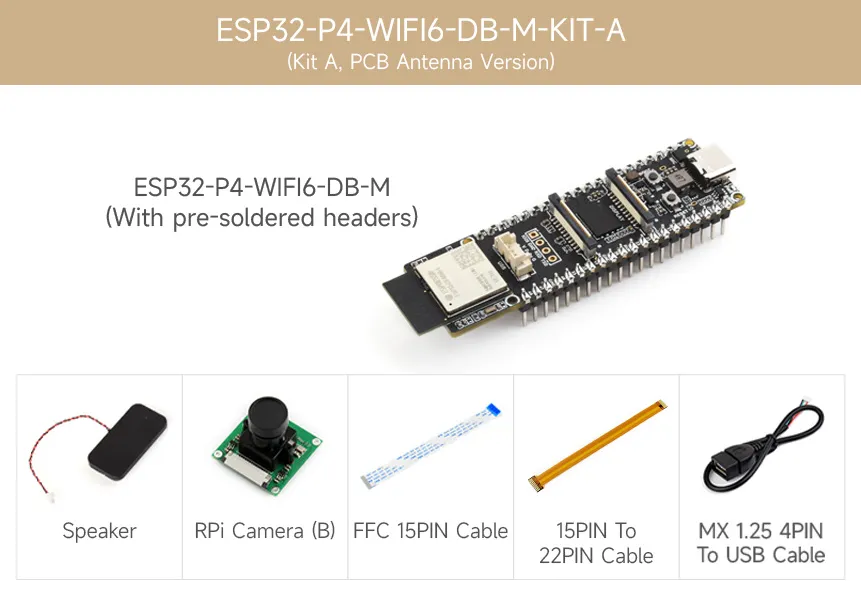 ESP32-P4-WIFI6-DB-M-KIT-A
(Kit A, PCB Antenna Version)
ESP32-P4-WIFI6-DB-M
(With pre-soldered headers)
Speaker
RPi Camera (B)
FFC 15PIN Cable
15PIN To
22PIN Cable
MX 1.25 4PIN
To USB Cable